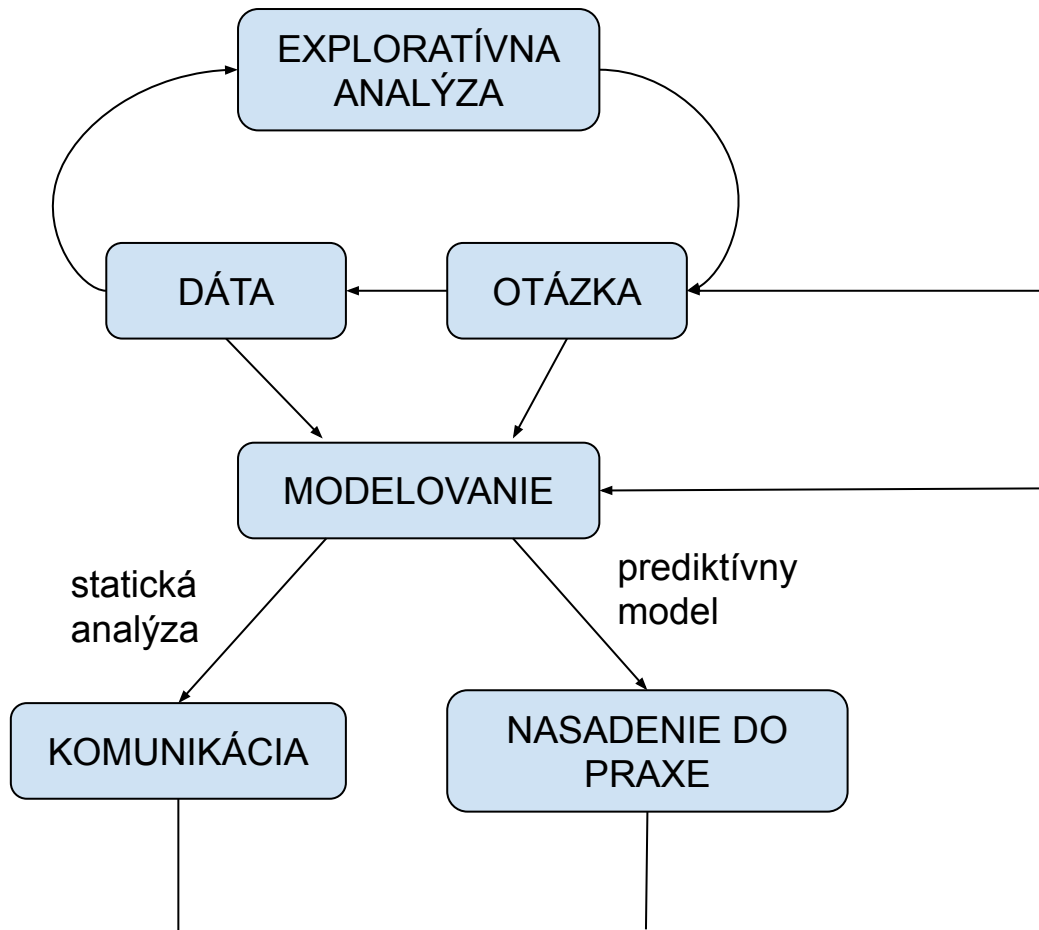 EXPLORATÍVNA
ANALÝZA
DÁTA
OTÁZKA
MODELOVANIE
statická
analýza
prediktívny
model
KOMUNIKÁCIA
NASADENIE DO
PRAXE